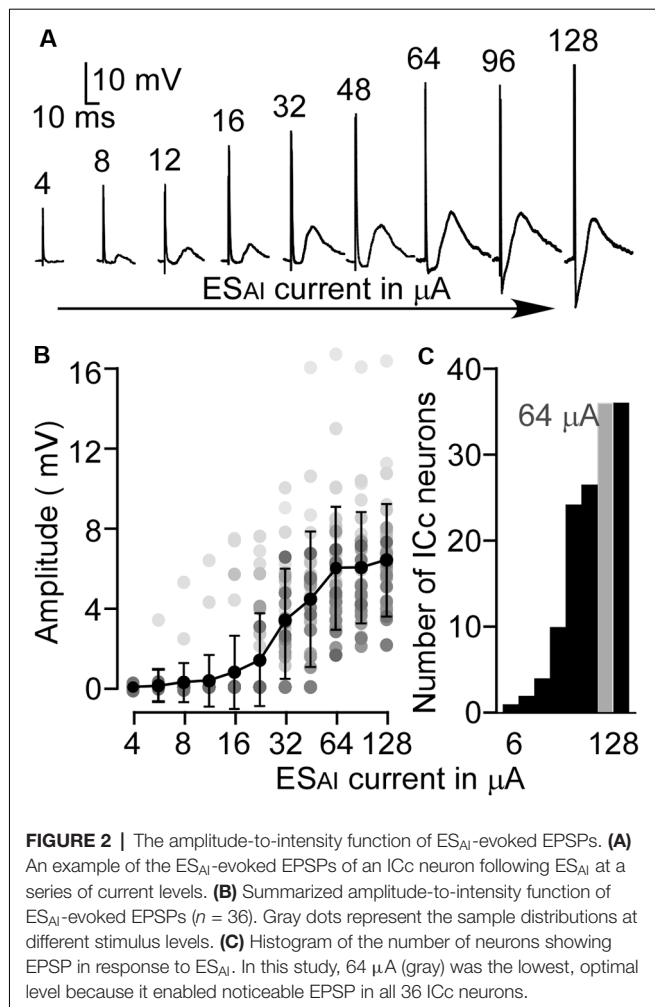 A
10 mV
10 ms
4
8
12
16
32
48
64
96
128
ESAI current in μA
B
16
12
8
4
0
Amplitude ( mV)
4 8 16 32 64 128
ESAI current in μA
C
40
30
20
10
0
Number of ICc neurons
64 μA
6 128
FIGURE 2 | The amplitude-to-intensity function of ESAI-evoked EPSPs. (A)
An example of the ESAI-evoked EPSPs of an ICc neuron following ESAI at a
series of current levels. (B) Summarized amplitude-to-intensity function of
ESAI-evoked EPSPs (n = 36). Gray dots represent the sample distributions at
different stimulus levels. (C) Histogram of the number of neurons showing
EPSP in response to ESAI. In this study, 64 μA (gray) was the lowest, optimal
level because it enabled noticeable EPSP in all 36 ICc neurons.